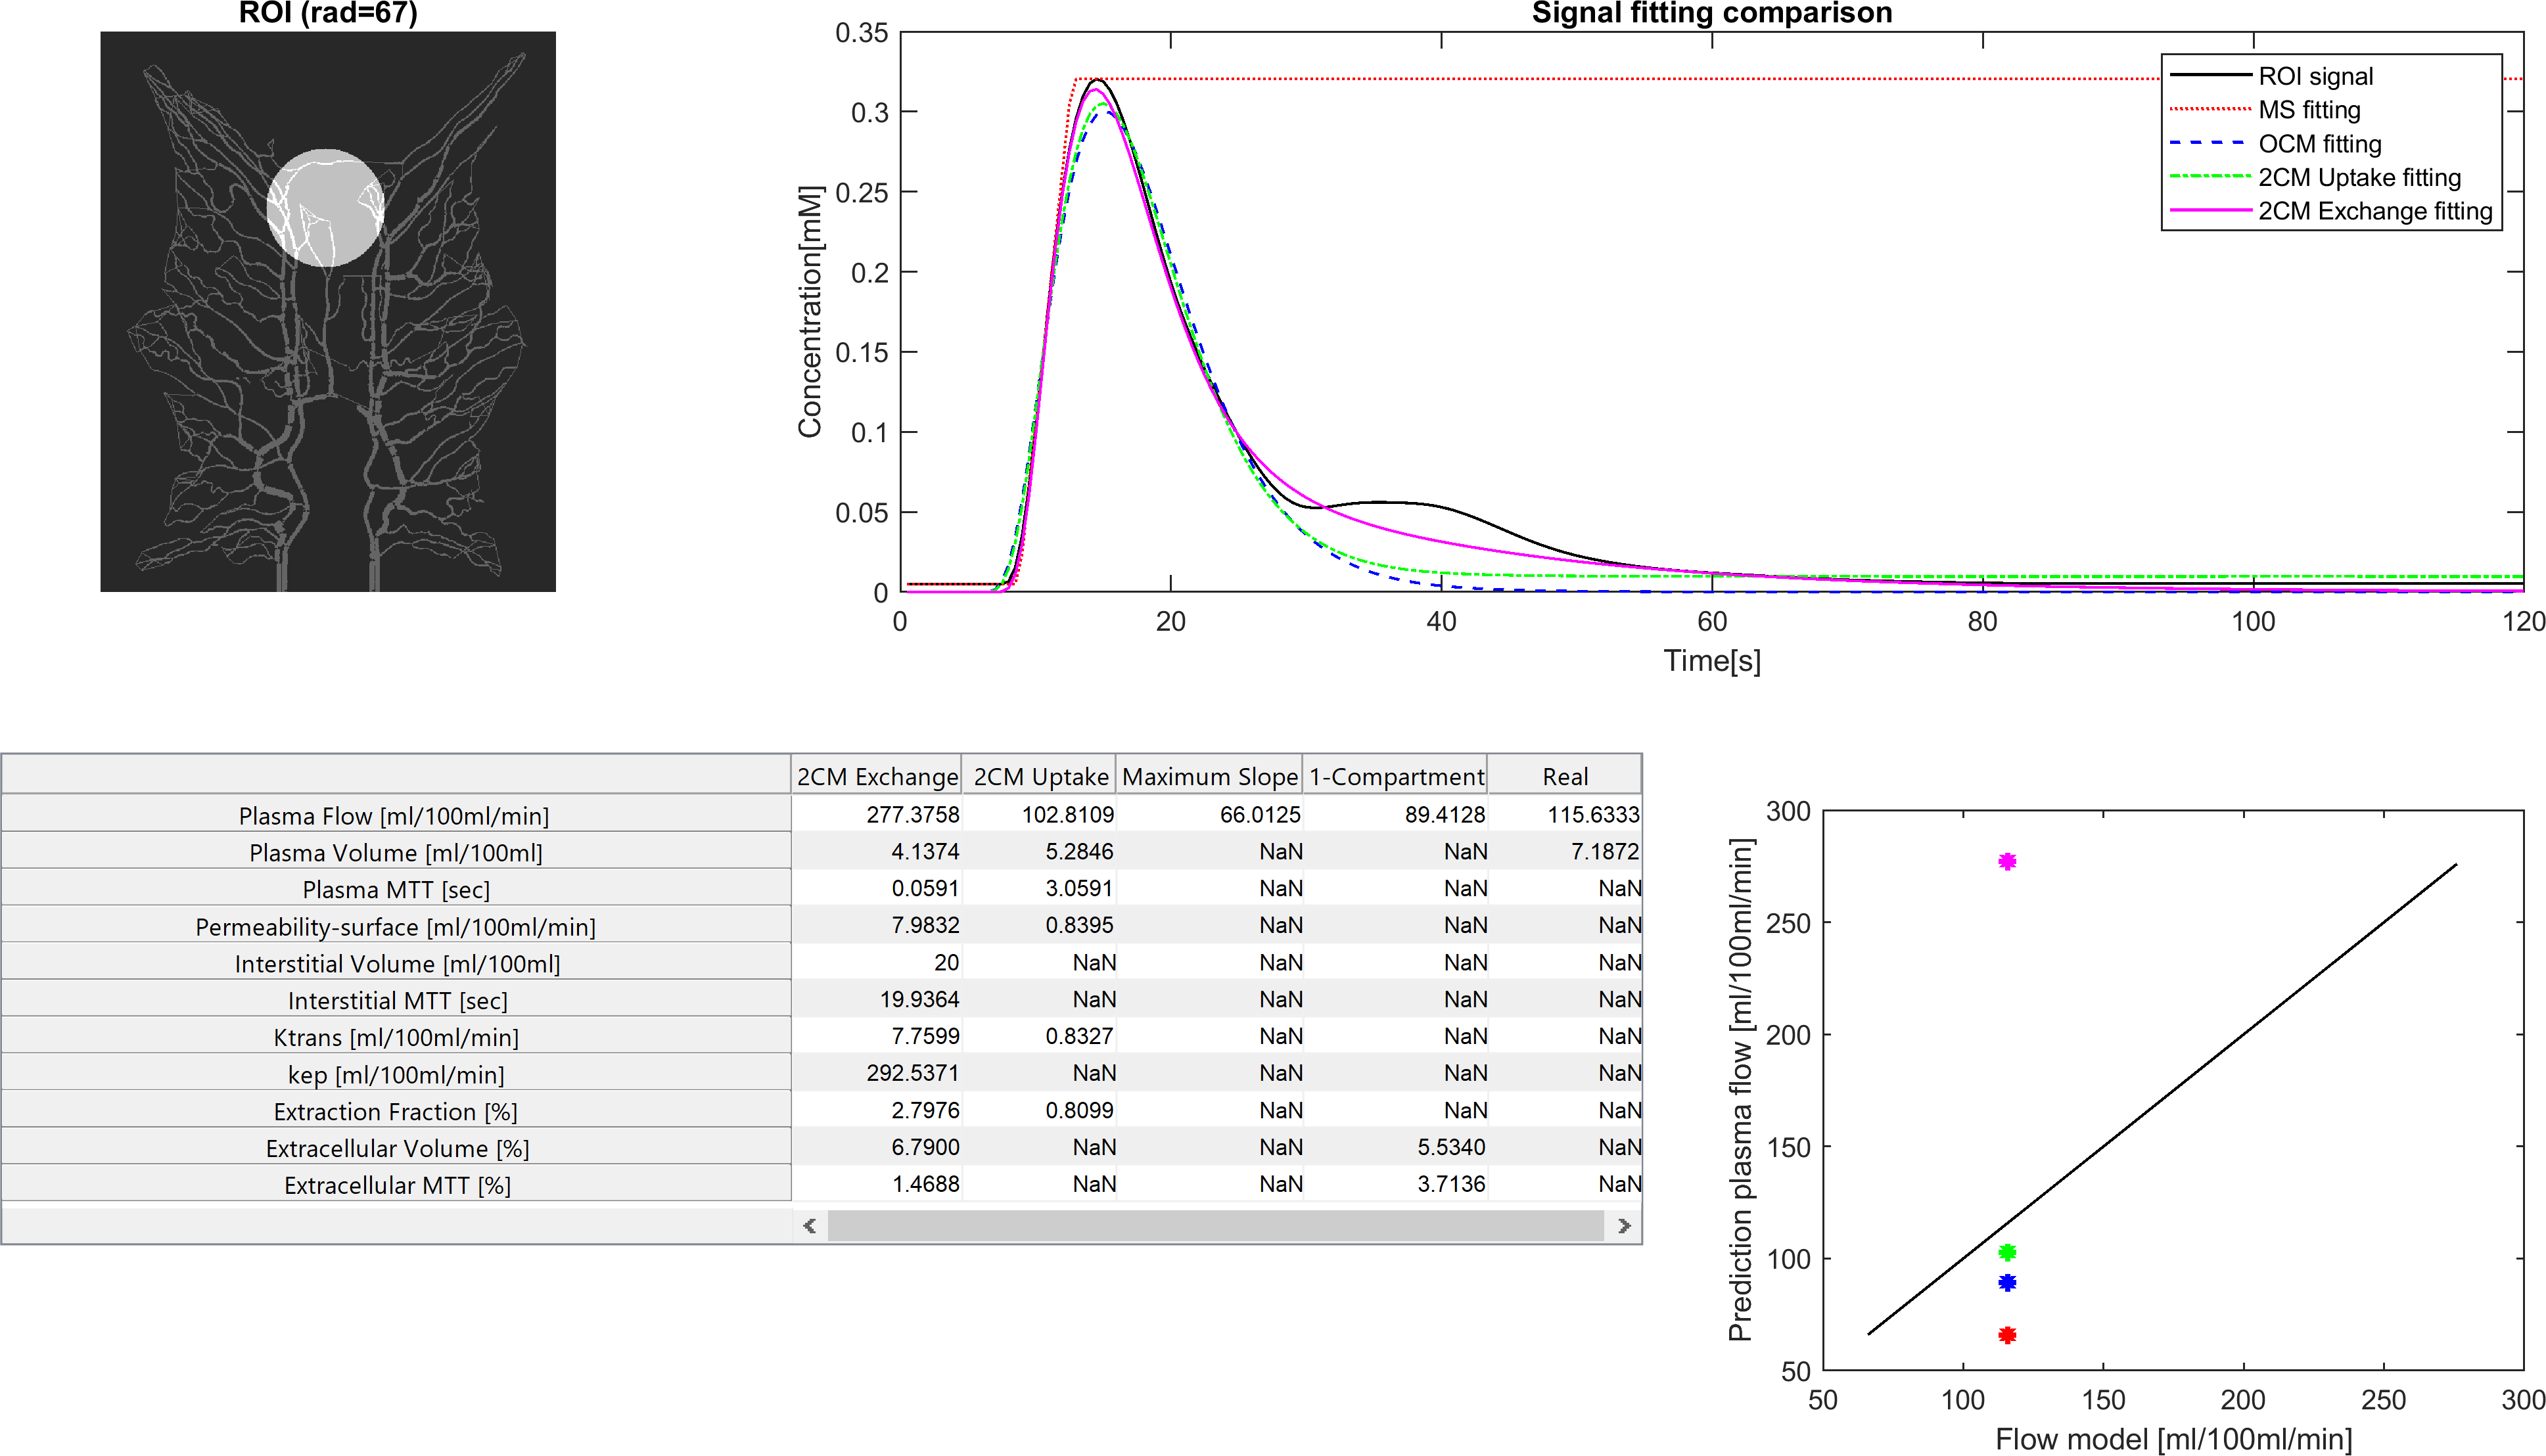 ROI (rad=67)
Signal fitting comparison
0.35
0.3
0.25
0.2
0.15
0.1
0.05
0
Concentration[mM]
0 20 40 60 80 100 120
Time[s]
ROI signal
MS fitting
OCM fitting
2CM Uptake fitting
2CM Exchange fitting
2CM Exchange 2CM Uptake Maximum Slope 1-Compartment Real
Plasma Flow [ml/100ml/min] 277.3758 102.8109 66.0125 89.4128 115.6333
Plasma Volume [ml/100ml] 4.1374 5.2846 NaN NaN 7.1872
Plasma MTT [sec] 0.0591 3.0591 NaN NaN NaN
Permeability-surface [ml/100ml/min] 7.9832 0.8395 NaN NaN NaN
Interstitial Volume [ml/100ml] 20 NaN NaN NaN NaN
Interstitial MTT [sec] 19.9364 NaN NaN NaN NaN
Ktrans [ml/100ml/min] 7.7599 0.8327 NaN NaN NaN
kep [ml/100ml/min] 292.5371 NaN NaN NaN NaN
Extraction Fraction [%] 2.7976 0.8099 NaN NaN NaN
Extracellular Volume [%] 6.7900 NaN NaN 5.5340 NaN
Extracellular MTT [%] 1.4688 NaN NaN 3.7136 NaN
300
250
200
150
100
50
Prediction plasma flow [ml/100ml/min]
50 100 150 200 250 300
Flow model [ml/100ml/min]